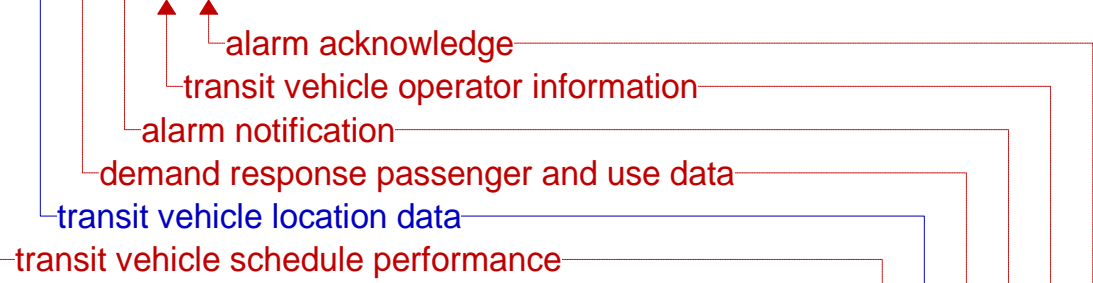 alarm acknowledge
transit vehicle operator information
alarm notification
demand response passenger and use data
transit vehicle location data
transit vehicle schedule performance